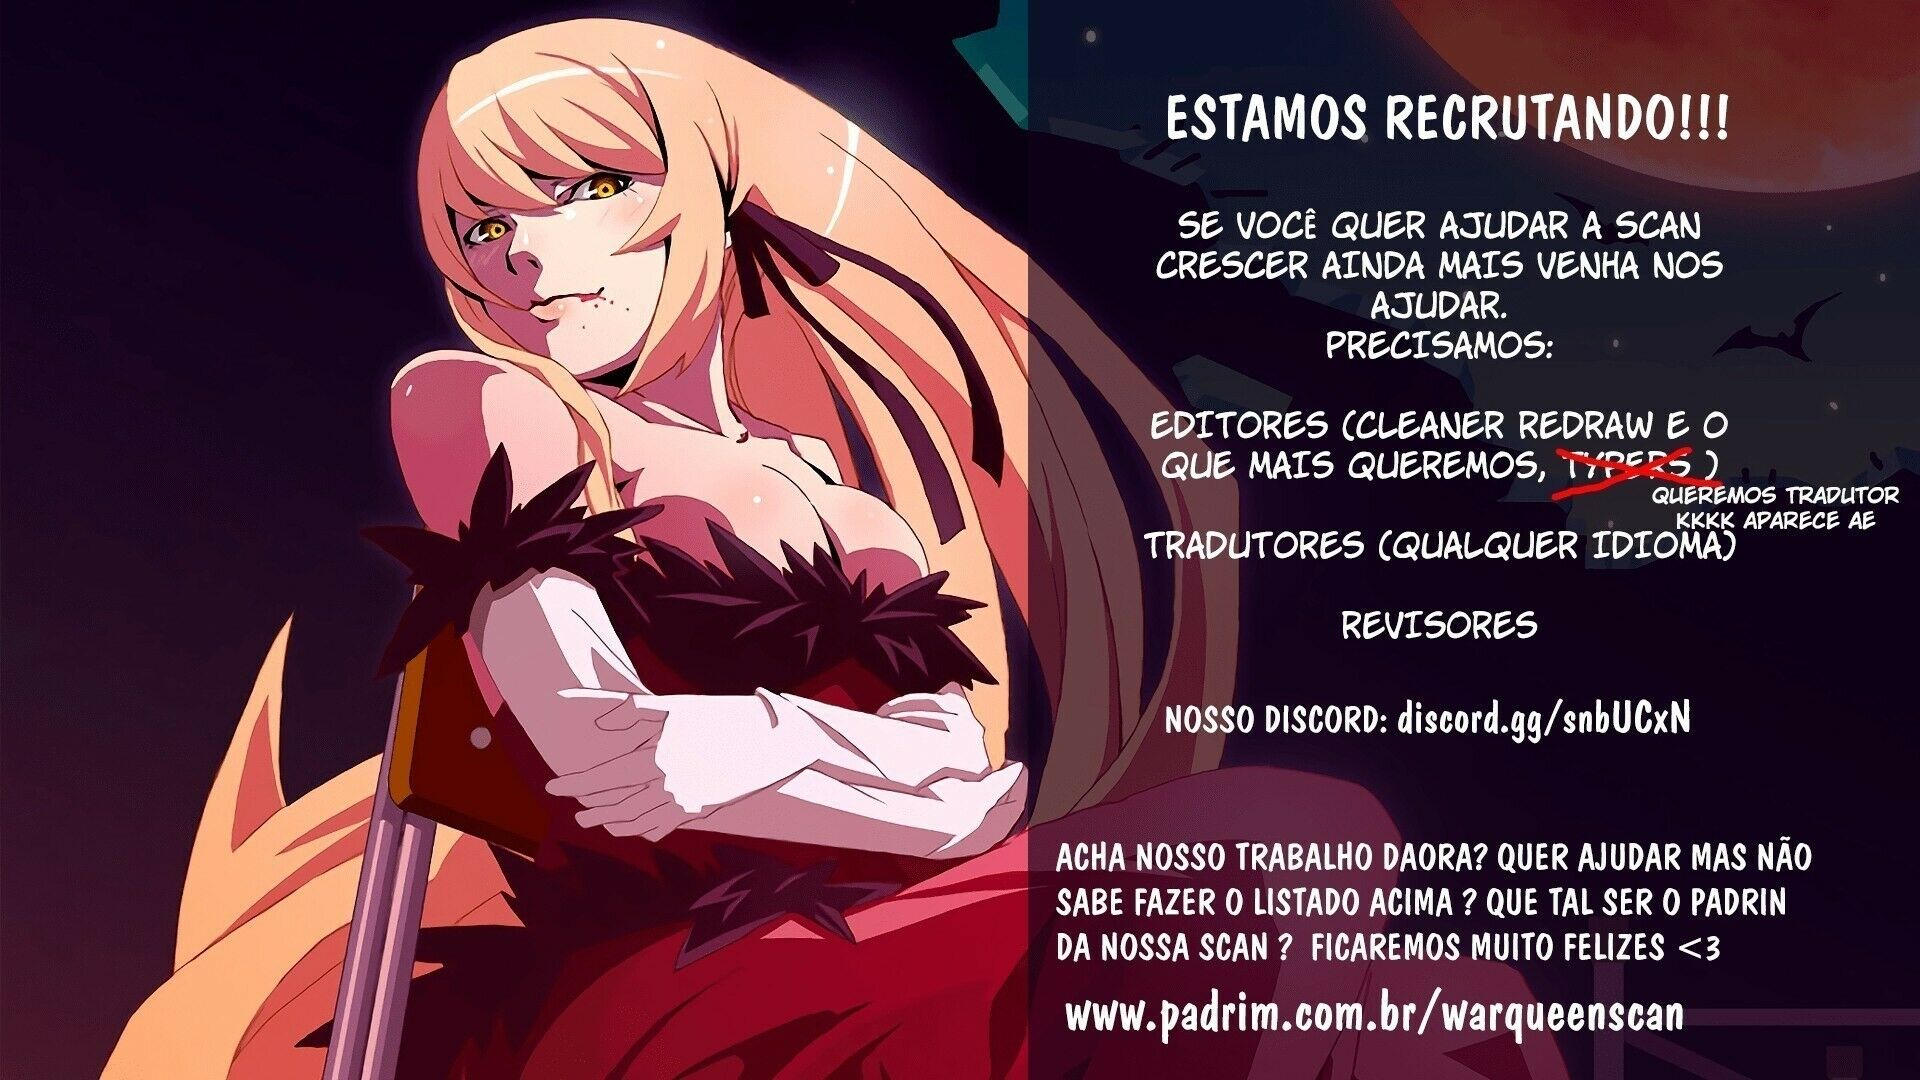 ESTAMOS RECRUTANDO!!!
SE VOCÊ QUER AJUDAR A SCAN
CRESCER AINDA MAIS VENHA NOS
AJUDAR.
PRECISAMOS:
EDITORES (CLEANER REDRAW E O
QUE MAIS QUEREMOS, TYPERS )
QUEREMOS TRADUTOR
KKKK APARECE AE
TRADUTORES (QUALQUER IDIOMA)
REVISORES
NOSSO DISCORD: discord.gg/snbUCxN
ACHA NOSSO TRABALHO DAORA? QUER AJUDAR MAS NÃO
SABE FAZER O LISTADO ACIMA ? QUE TAL SER O PADRIN
DA NOSSA SCAN ? FICAREMOS MUITO FELIZES <3
www.padrim.com.br/warqueenscan